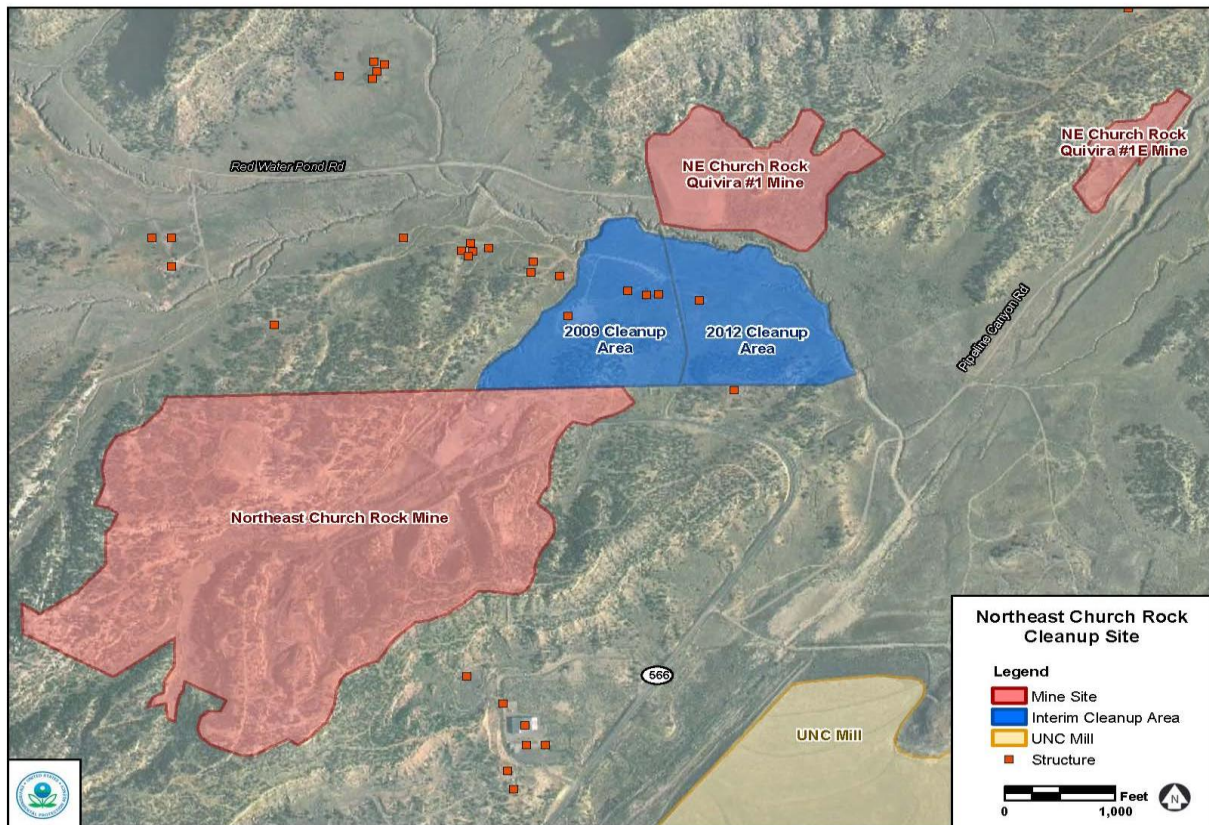 Red Water Pond Rd
NE Church Rock
Quivira #1 Mine
NE Church Rock
Quivira #1E Mine
Pipeline Canyon Rd
2009 Cleanup
Area
2012 Cleanup
Area
Northeast Church Rock Mine
566
UNC Mill
Northeast Church Rock
Cleanup Site
Legend
Mine Site
Interim Cleanup Area
UNC Mill
Structure
0 1,000 Feet
N